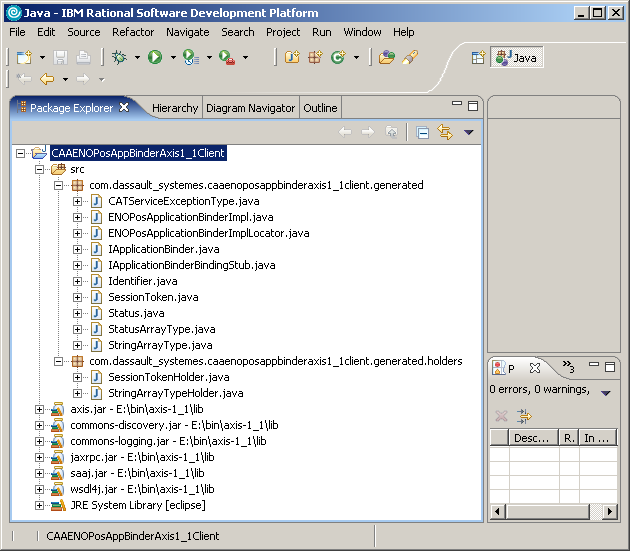 Java - IBM Rational Software Development Platform
File Edit Source Refactor Navigate Search Project Run Window Help
Java
Package Explorer Hierarchy Diagram Navigator Outline
CAAENOPosAppBinderAxis1_1Client
src
com.dassault_systemes.caaenoposappbinderaxis1_1client.generated
CATServiceExceptionType.java
ENOPosApplicationBinderImpl.java
ENOPosApplicationBinderImplLocator.java
IApplicationBinder.java
IApplicationBinderBindingStub.java
Identifier.java
SessionToken.java
Status.java
StatusArrayType.java
StringArrayType.java
com.dassault_systemes.caaenoposappbinderaxis1_1client.generated.holders
SessionTokenHolder.java
StringArrayTypeHolder.java
axis.jar - E:\bin\axis-1_1\lib
commons-discovery.jar - E:\bin\axis-1_1\lib
commons-logging.jar - E:\bin\axis-1_1\lib
jaxrpc.jar - E:\bin\axis-1_1\lib
saaj.jar - E:\bin\axis-1_1\lib
wsdl4j.jar - E:\bin\axis-1_1\lib
JRE System Library [eclipse]
P »3
0 errors, 0 warnings,
Desc... R. In ...
CAAENOPosAppBinderAxis1_1Client